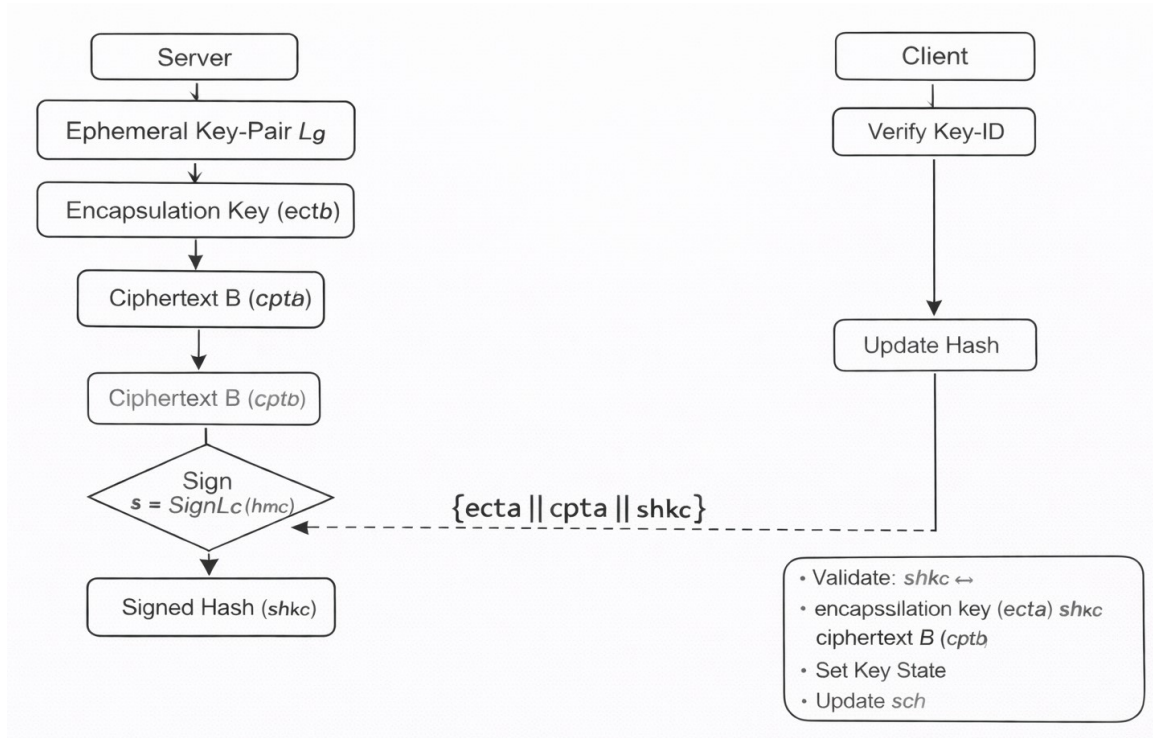 Server
Ephemeral Key-Pair Lg
Encapsulation Key (ectb)
Ciphertext B (cpta)
Ciphertext B (cptb)
Sign
s = SignLc(hmc)
Signed Hash (shkc)
Client
Verify Key-ID
Update Hash
{ecta || cpta || shkc}
• Validate: shkc ↔
• encapssilation key (ecta) shkc
ciphertext B (cptb)
• Set Key State
• Update sch